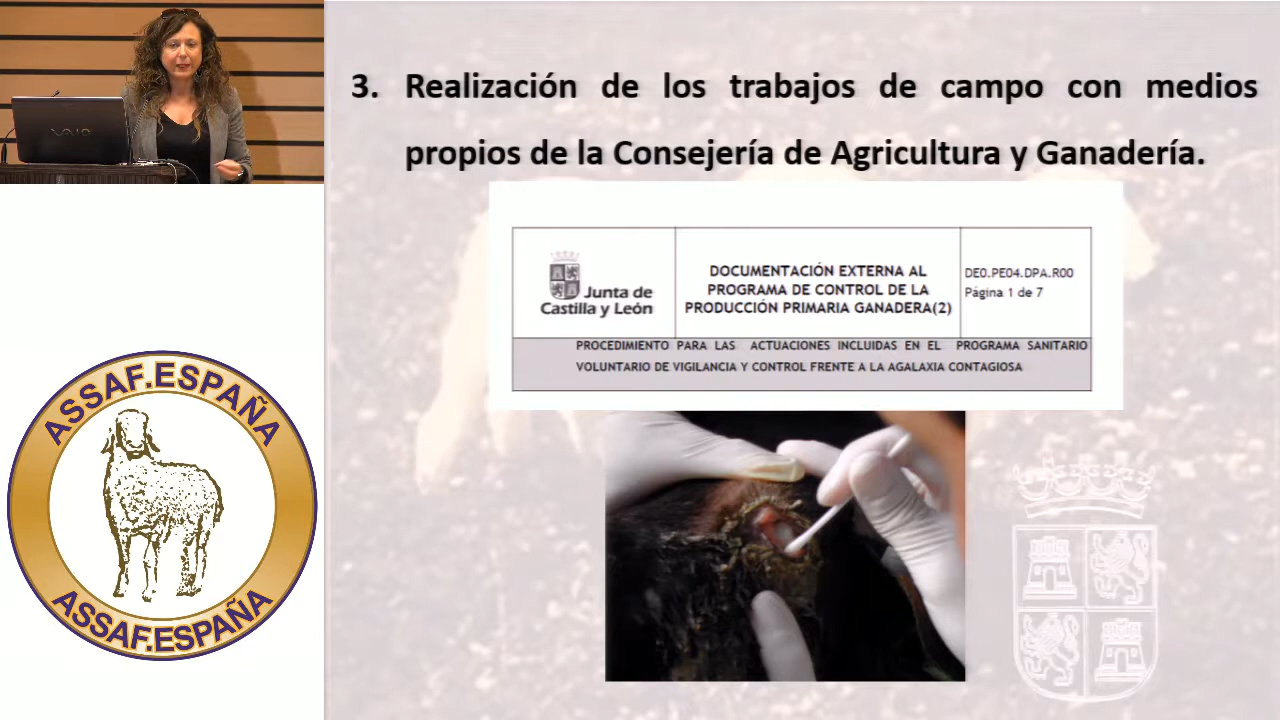 3. Realización de los trabajos de campo con medios
propios de la Consejería de Agricultura y Ganadería.
VAIO
Junta de
Castilla y León
DOCUMENTACIÓN EXTERNA AL
PROGRAMA DE CONTROL DE LA
PRODUCCIÓN PRIMARIA GANADERA(2)
DE0.PE04.DPA.R00
Página 1 de 7
PROCEDIMIENTO PARA LAS ACTUACIONES INCLUIDAS EN EL PROGRAMA SANITARIO
VOLUNTARIO DE VIGILANCIA Y CONTROL FRENTE A LA AGALAXIA CONTAGIOSA
ASSAF.ESPAÑA
ASSAF.ESPAÑA